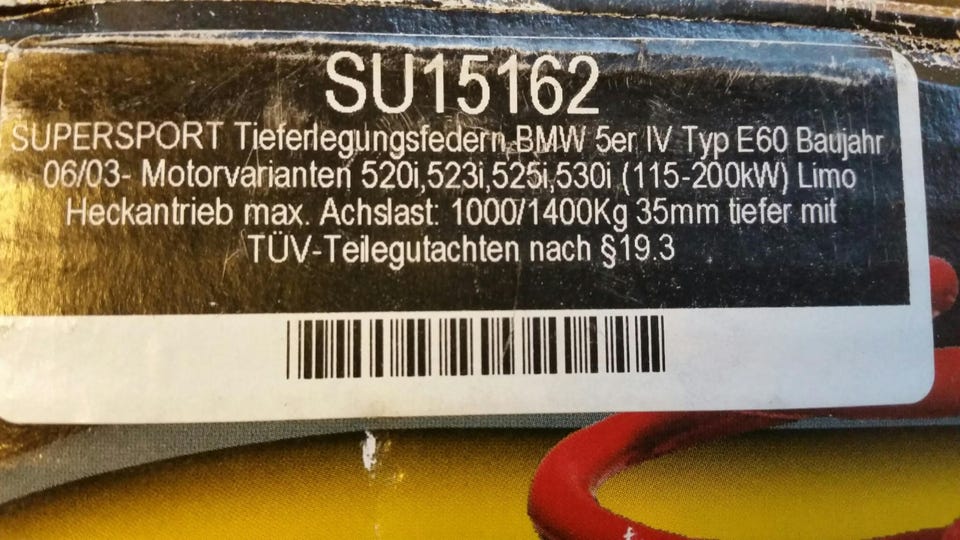 SU15162
SUPERSPORT Tieferlegungsfedern BMW 5er IV Typ E60 Baujahr
06/03- Motorvarianten 520i,523i,525i,530i (115-200kW) Limo
Heckantrieb max. Achslast: 1000/1400Kg 35mm tiefer mit
TÜV-Teilegutachten nach §19.3